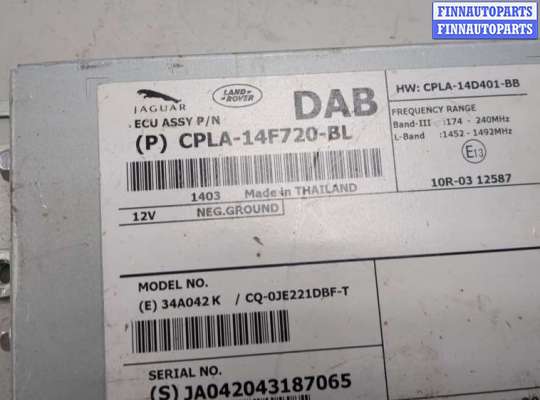 FINNAUTOPARTS
FINNAUTOPARTS
FINNAUTOPARTS
JAGUAR
LAND ROVER
DAB
HW: CPLA-14D401-BB
ECU ASSY P/N
(P) CPLA-14F720-BL
FREQUENCY RANGE
Band-III :174 - 240MHz
L-Band :1452 - 1492MHz
E13
1403 Made in THAILAND
10R-03 12587
12V NEG.GROUND
MODEL NO.
(E) 34A042 K / CQ-0JE221DBF-T
SERIAL NO.
(S) JA042043187065